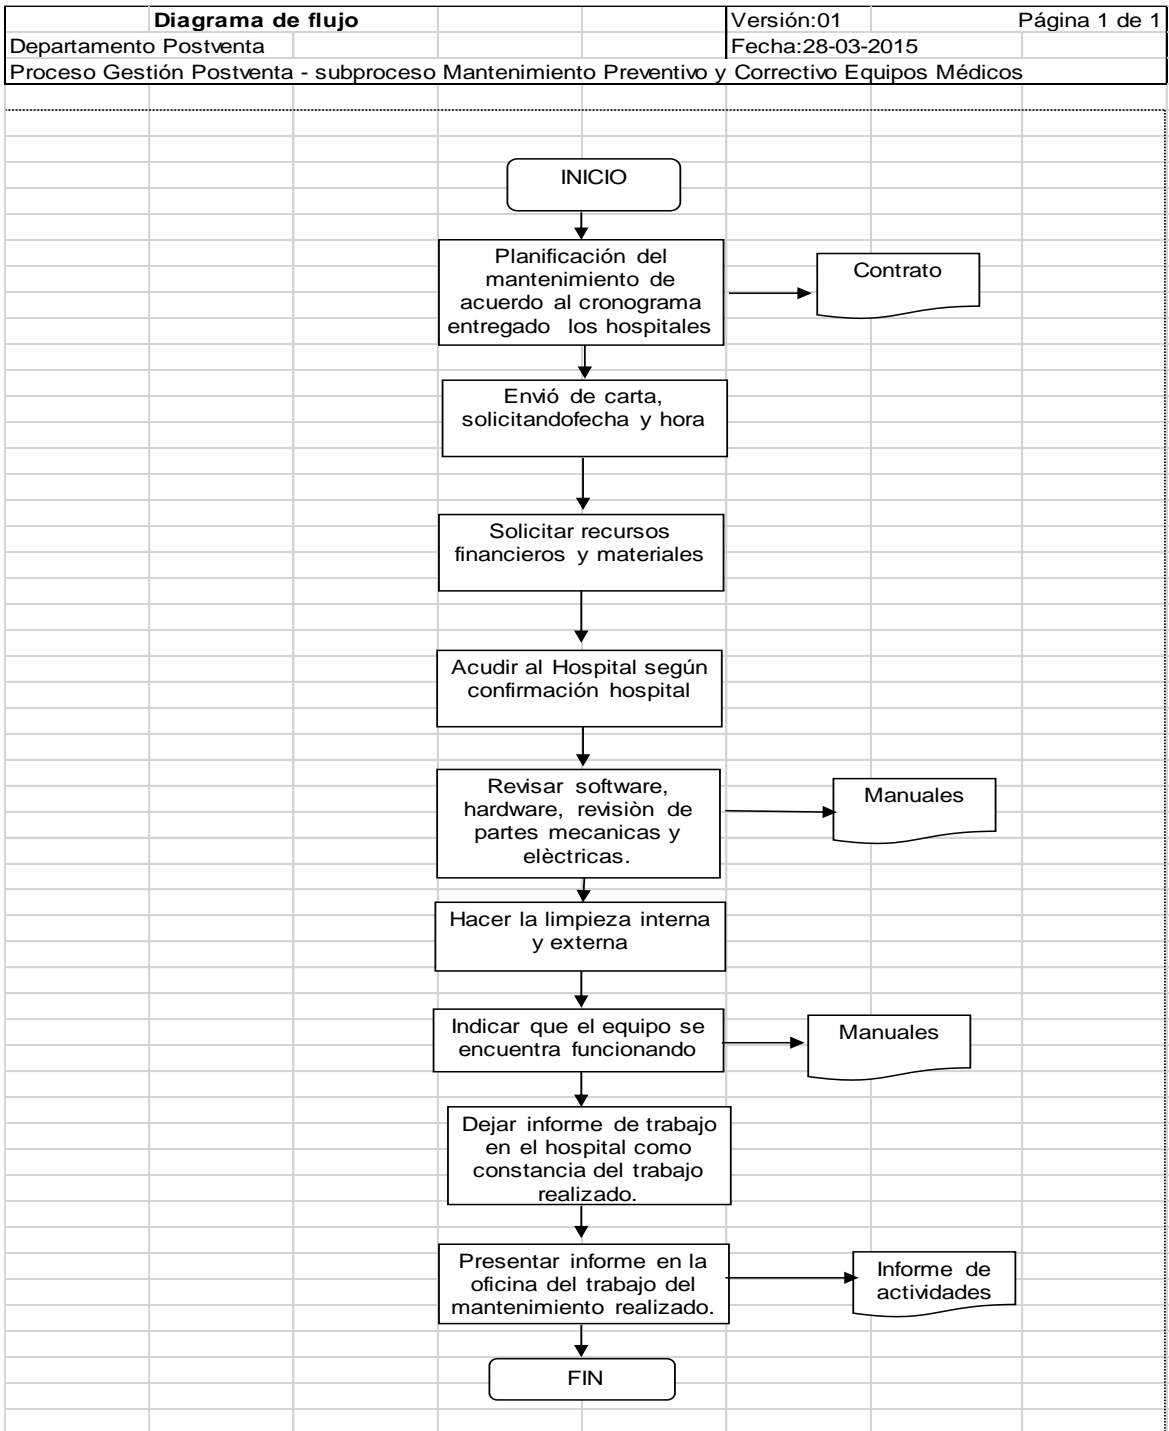 Diagrama de flujo Versión:01 Página 1 de 1
Departamento Postventa Fecha:28-03-2015
Proceso Gestión Postventa - subproceso Mantenimiento Preventivo y Correctivo Equipos Médicos
INICIO
Planificación del
mantenimiento de
acuerdo al cronograma
entregado los hospitales
Contrato
Envió de carta,
solicitandofecha y hora
Solicitar recursos
financieros y materiales
Acudir al Hospital según
confirmación hospital
Revisar software,
hardware, revisiòn de
partes mecanicas y
elèctricas.
Manuales
Hacer la limpieza interna
y externa
Indicar que el equipo se
encuentra funcionando
Manuales
Dejar informe de trabajo
en el hospital como
constancia del trabajo
realizado.
Presentar informe en la
oficina del trabajo del
mantenimiento realizado.
Informe de
actividades
FIN